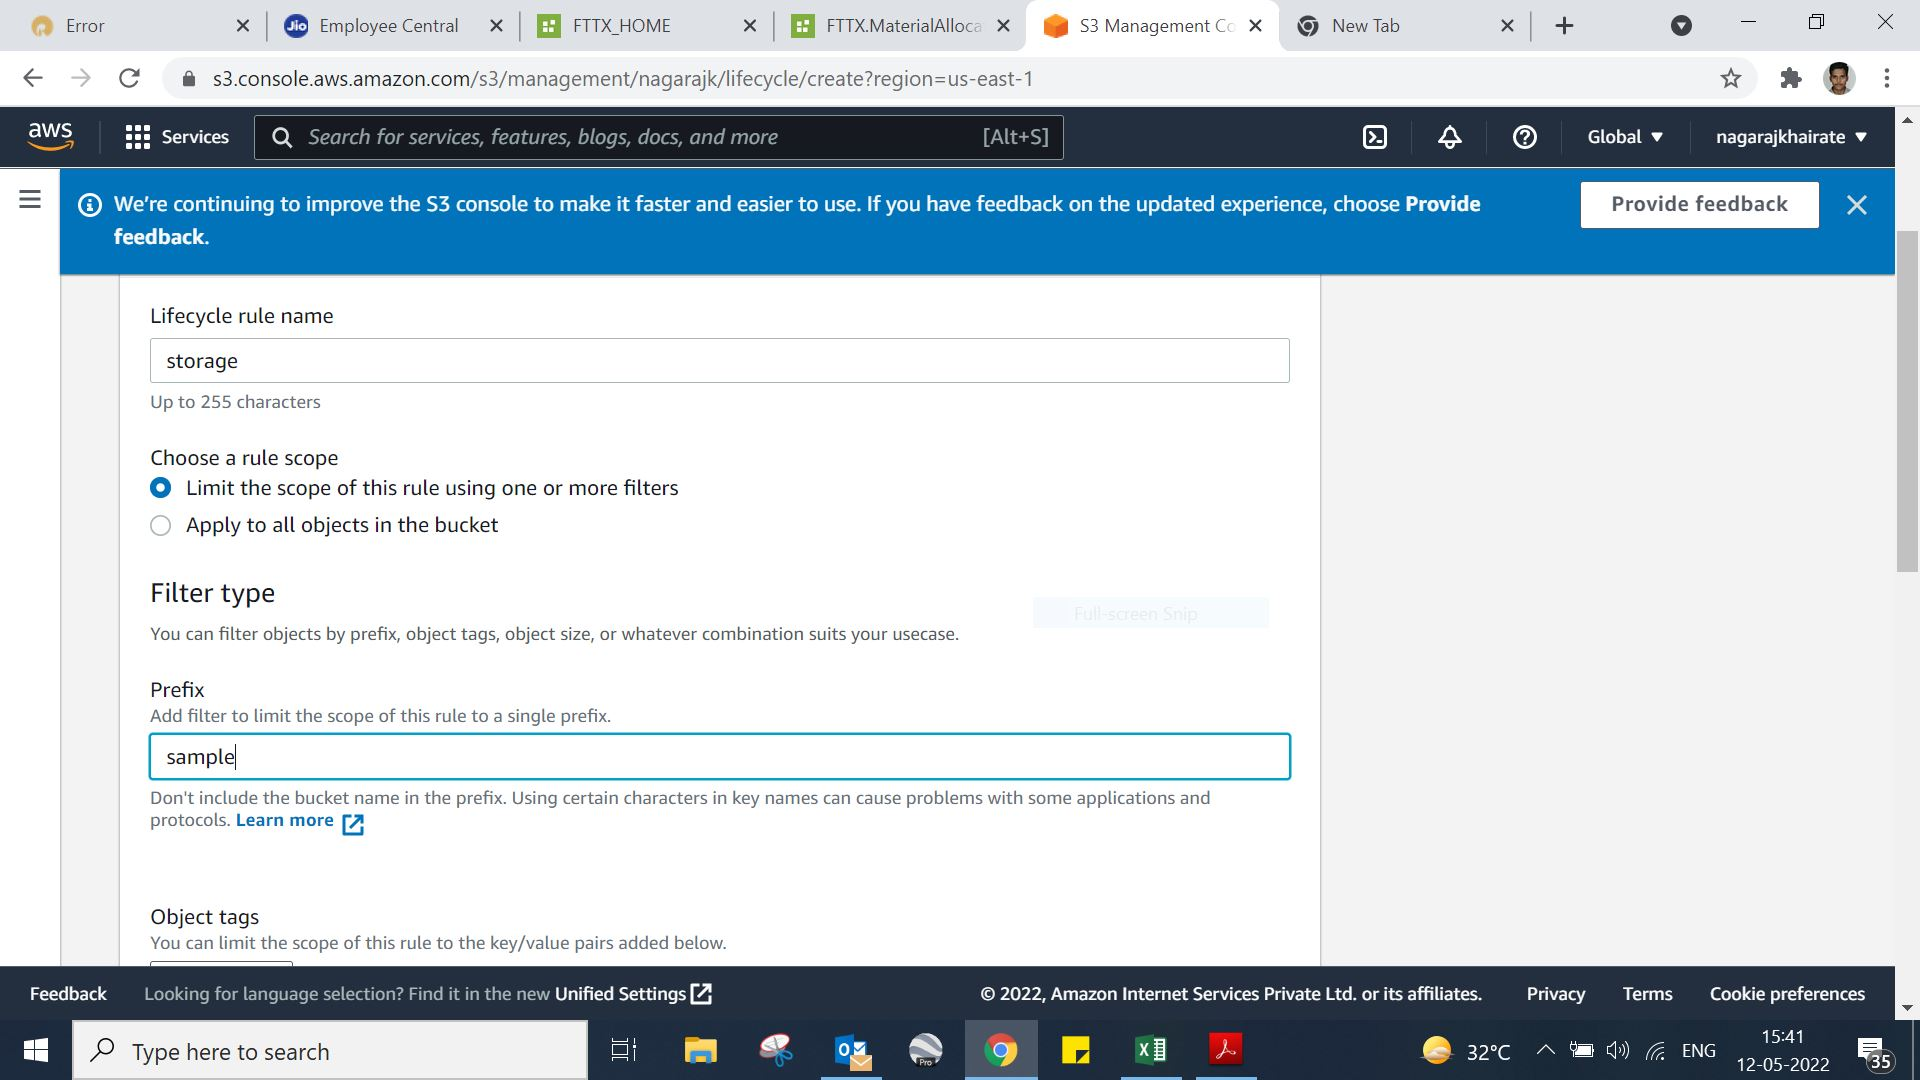 Error
Employee Central
FTTX_HOME
FTTX.MaterialAlloca
S3 Management Co
New Tab
s3.console.aws.amazon.com/s3/management/nagarajk/lifecycle/create?region=us-east-1
aws
Services
Search for services, features, blogs, docs, and more
[Alt+S]
Global
nagarajkhairate
We're continuing to improve the S3 console to make it faster and easier to use. If you have feedback on the updated experience, choose Provide
feedback.
Provide feedback
Lifecycle rule name
storage
Up to 255 characters
Choose a rule scope
Limit the scope of this rule using one or more filters
Apply to all objects in the bucket
Filter type
Full-screen Snip
You can filter objects by prefix, object tags, object size, or whatever combination suits your usecase.
Prefix
Add filter to limit the scope of this rule to a single prefix.
sample
Don't include the bucket name in the prefix. Using certain characters in key names can cause problems with some applications and
protocols. Learn more
Object tags
You can limit the scope of this rule to the key/value pairs added below.
Feedback
Looking for language selection? Find it in the new Unified Settings
© 2022, Amazon Internet Services Private Ltd. or its affiliates.
Privacy
Terms
Cookie preferences
Type here to search
Pro
32°C
ENG
15:41
12-05-2022
35